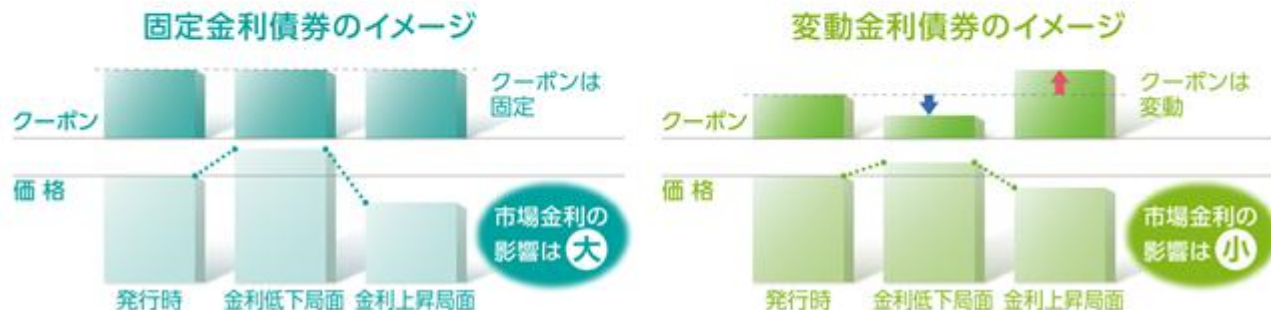 固定金利債券のイメージ
クーポン
クーポンは
固定
価格
市場金利の
影響は大
発行時
金利低下局面
金利上昇局面
変動金利債券のイメージ
クーポン
クーポンは
変動
価格
市場金利の
影響は小
発行時
金利低下局面
金利上昇局面